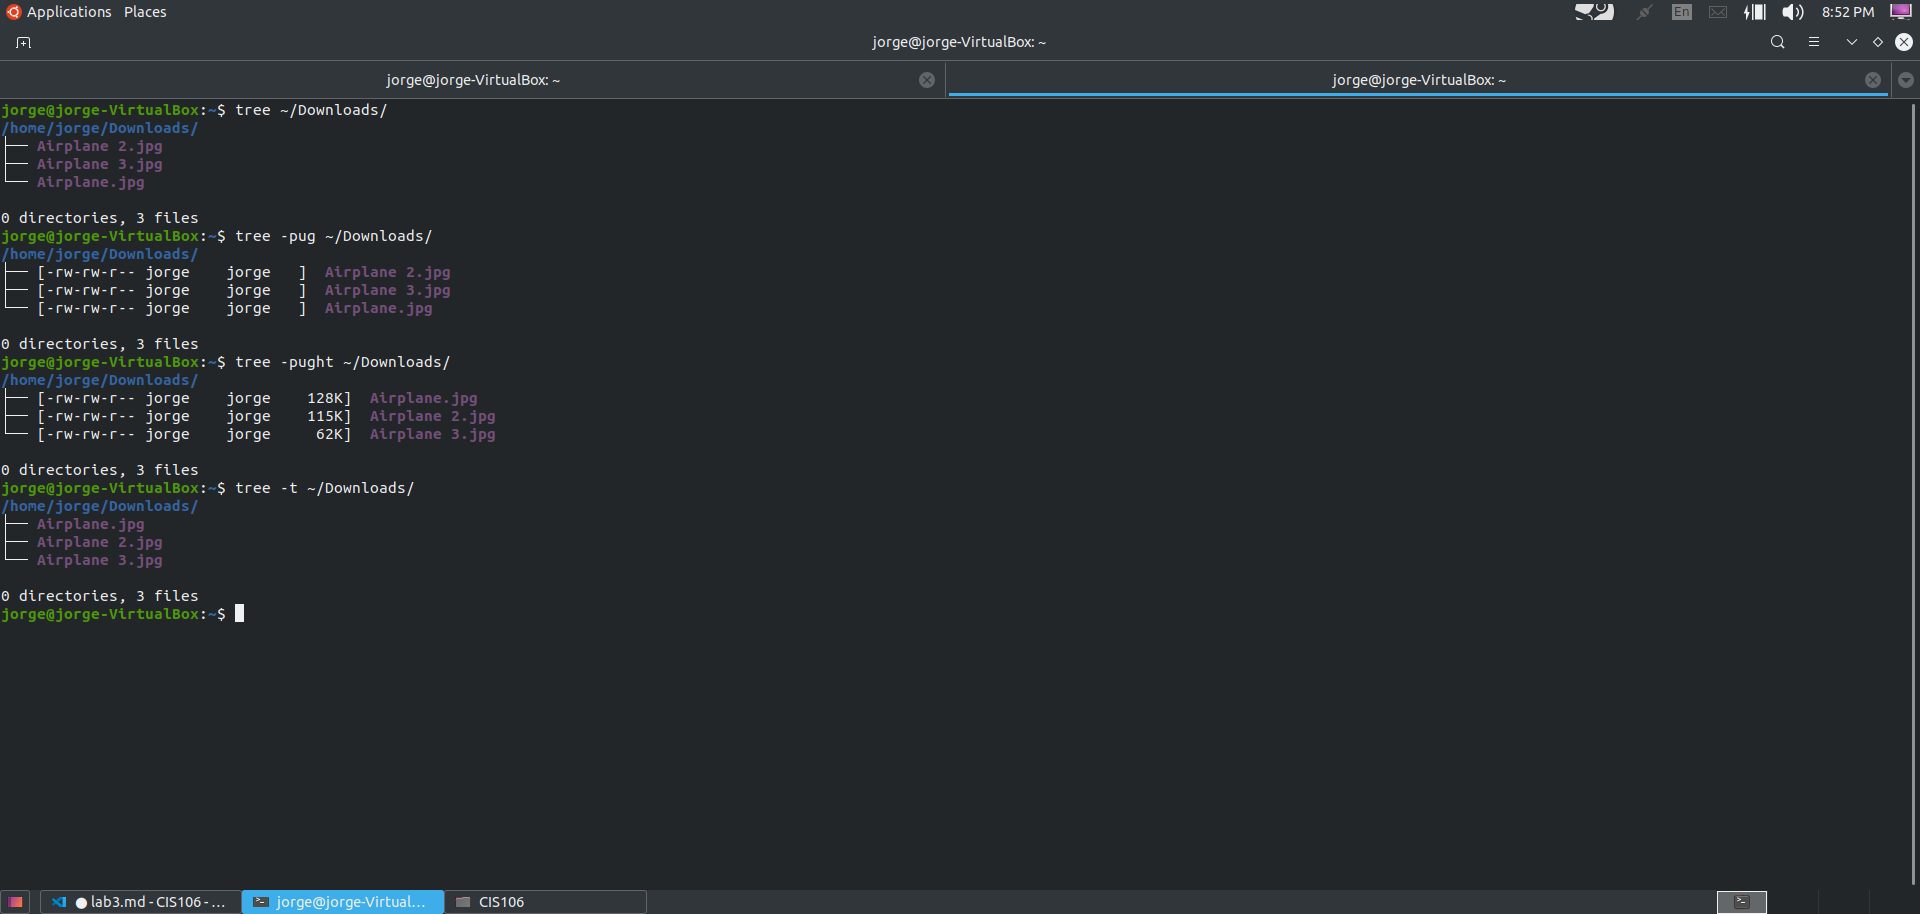 Applications Places En 8:52 PM
jorge@jorge-VirtualBox: ~
jorge@jorge-VirtualBox: ~ jorge@jorge-VirtualBox: ~
jorge@jorge-VirtualBox:~$ tree ~/Downloads/
/home/jorge/Downloads/
├── Airplane 2.jpg
├── Airplane 3.jpg
└── Airplane.jpg
0 directories, 3 files
jorge@jorge-VirtualBox:~$ tree -pug ~/Downloads/
/home/jorge/Downloads/
├── [-rw-rw-r-- jorge    jorge   ]  Airplane 2.jpg
├── [-rw-rw-r-- jorge    jorge   ]  Airplane 3.jpg
└── [-rw-rw-r-- jorge    jorge   ]  Airplane.jpg
0 directories, 3 files
jorge@jorge-VirtualBox:~$ tree -pught ~/Downloads/
/home/jorge/Downloads/
├── [-rw-rw-r-- jorge    jorge    128K]  Airplane.jpg
├── [-rw-rw-r-- jorge    jorge    115K]  Airplane 2.jpg
└── [-rw-rw-r-- jorge    jorge     62K]  Airplane 3.jpg
0 directories, 3 files
jorge@jorge-VirtualBox:~$ tree -t ~/Downloads/
/home/jorge/Downloads/
├── Airplane.jpg
├── Airplane 2.jpg
└── Airplane 3.jpg
0 directories, 3 files
jorge@jorge-VirtualBox:~$
● lab3.md - CIS106 - ... jorge@jorge-Virtual... CIS106